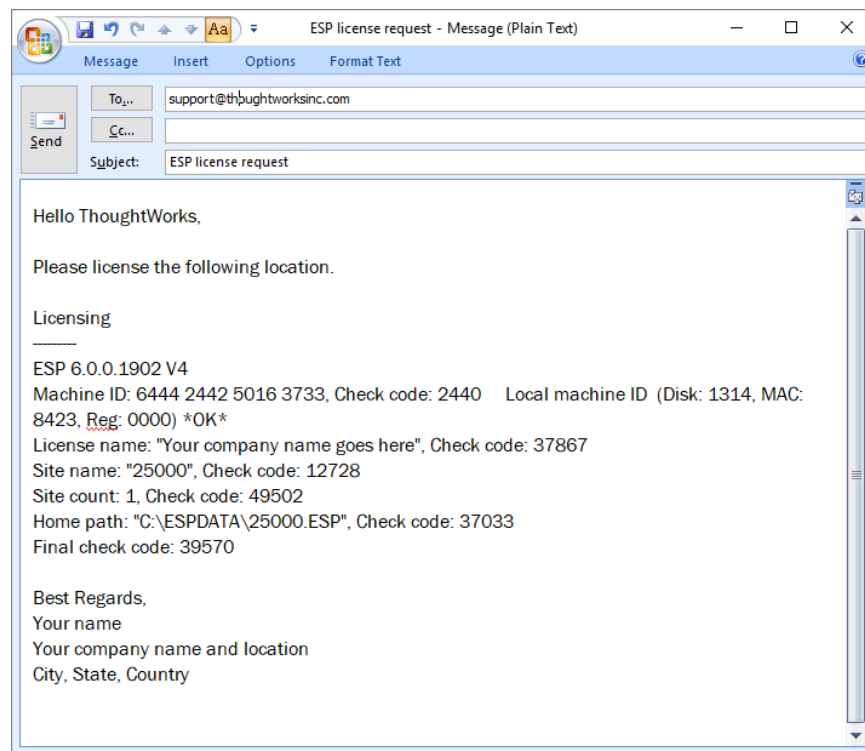 Aa
ESP license request - Message (Plain Text)
Message Insert Options Format Text
To...
support@thoughtworksinc.com
Send
Cc...
Subject:
ESP license request
Hello ThoughtWorks,
Please license the following location.
Licensing
---------
ESP 6.0.0.1902 V4
Machine ID: 6444 2442 5016 3733, Check code: 2440 Local machine ID (Disk: 1314, MAC:
8423, Reg: 0000) *OK*
License name: "Your company name goes here", Check code: 37867
Site name: "25000", Check code: 12728
Site count: 1, Check code: 49502
Home path: "C:\ESPDATA\25000.ESP", Check code: 37033
Final check code: 39570
Best Regards,
Your name
Your company name and location
City, State, Country